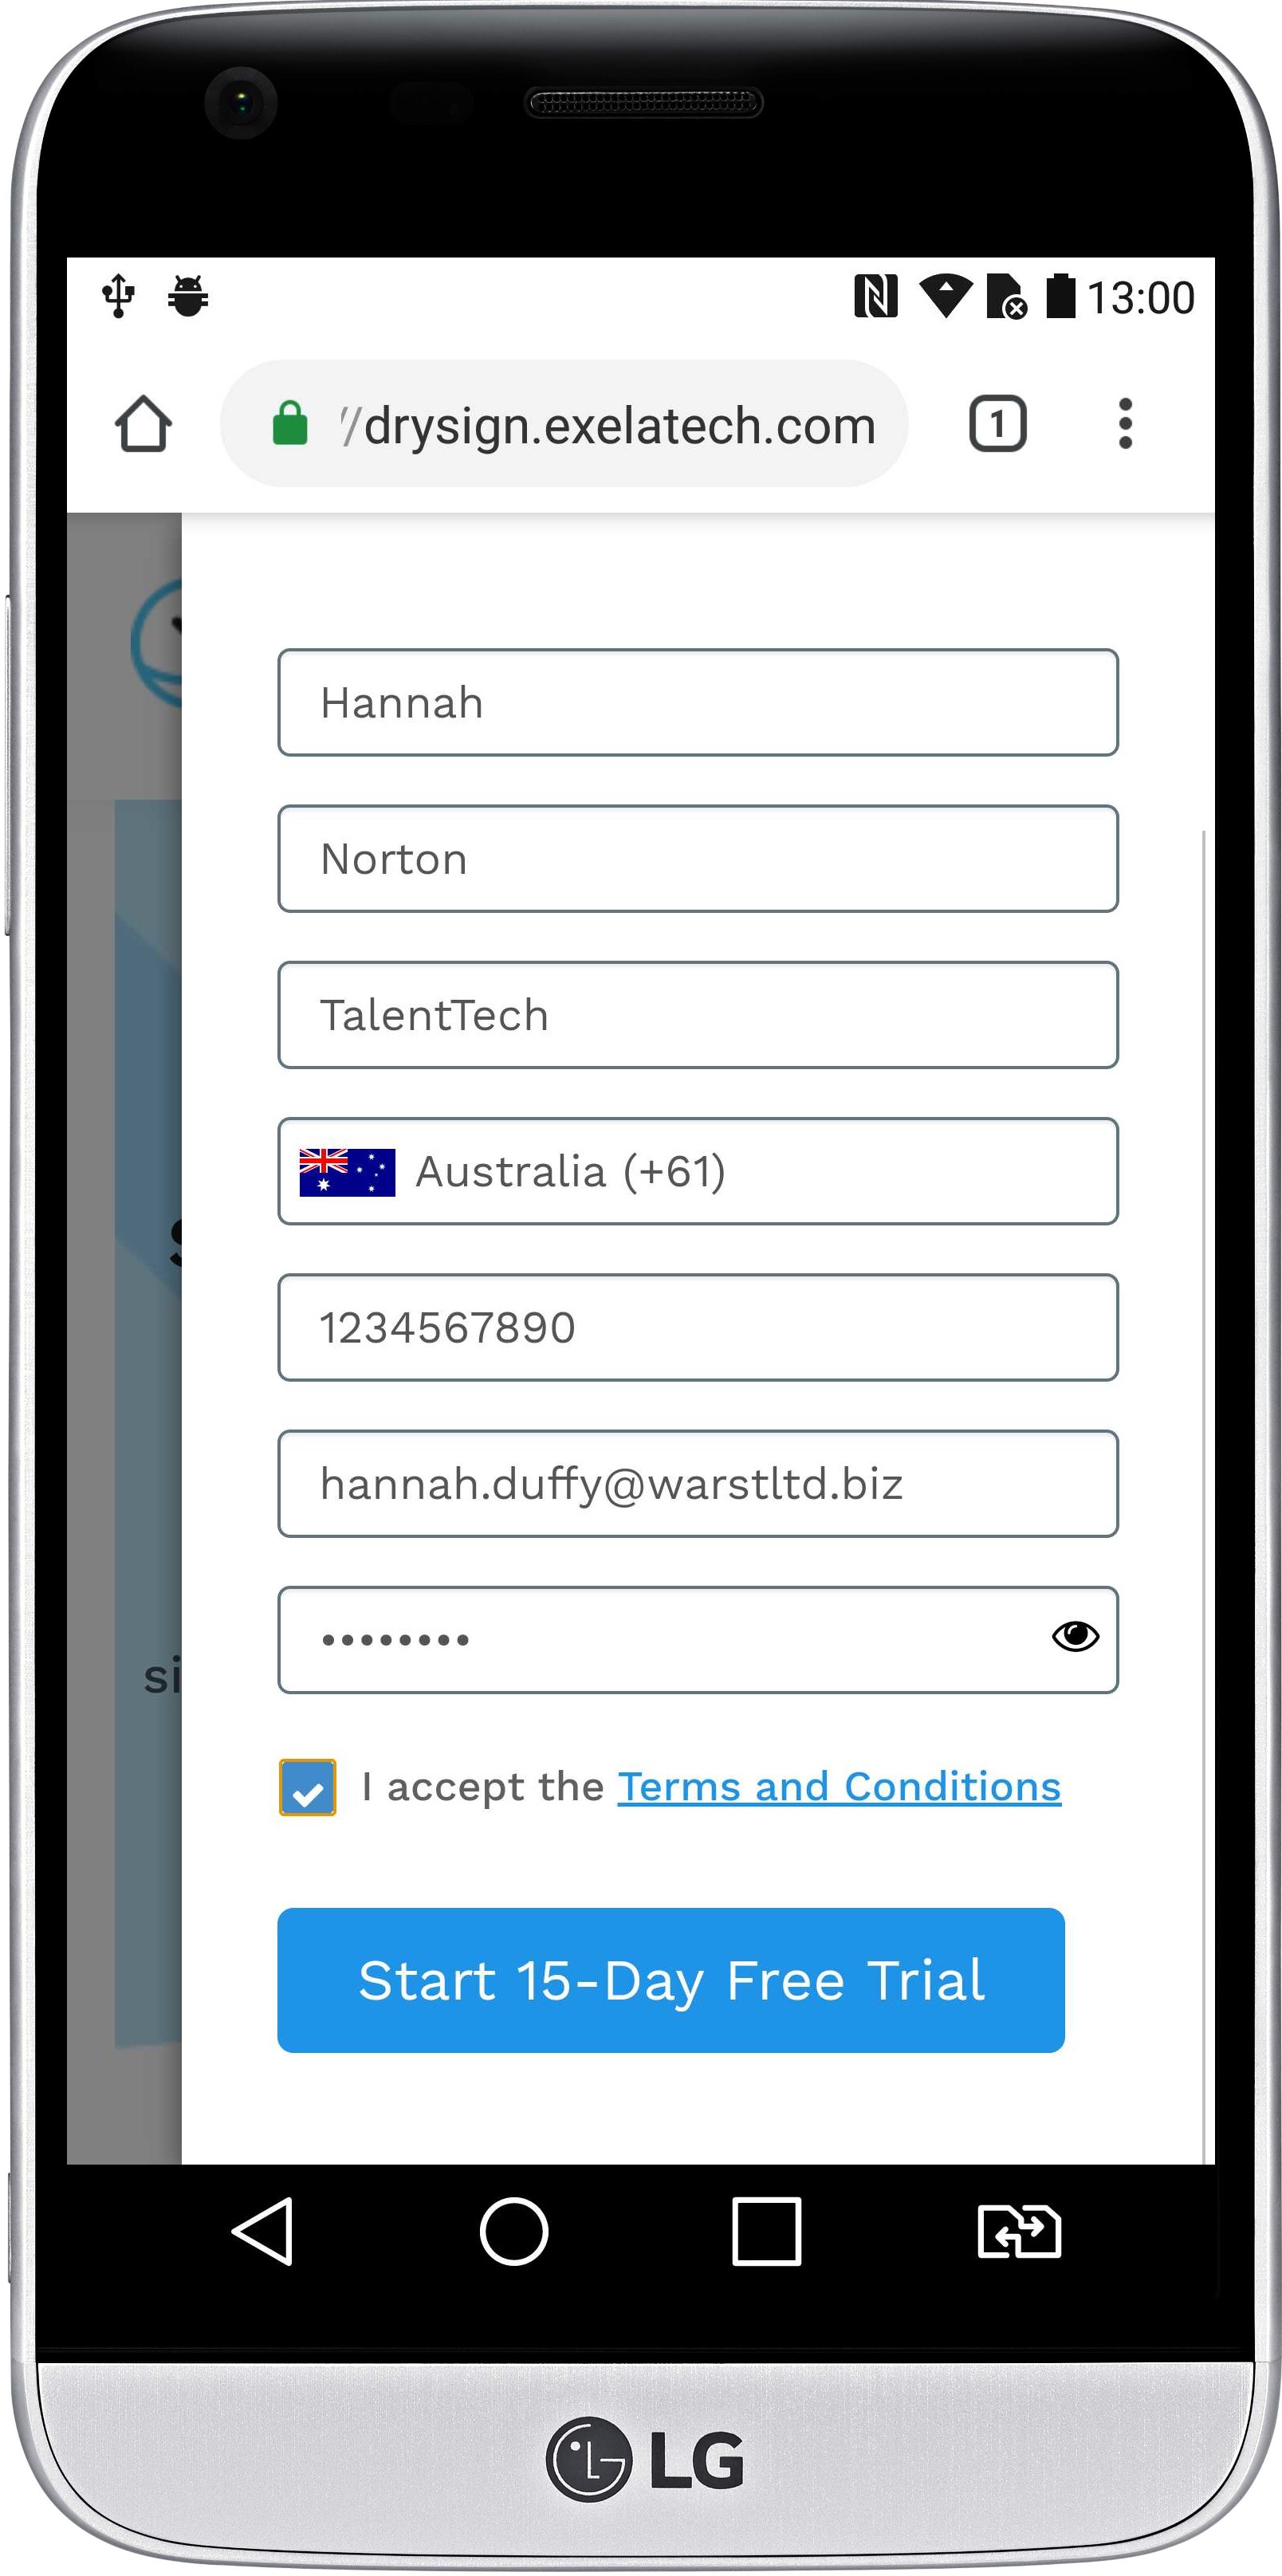 13:00
//drysign.exelatech.com
1
Hannah
Norton
TalentTech
Australia (+61)
1234567890
hannah.duffy@warstltd.biz
••••••••
si
I accept the Terms and Conditions
Start 15-Day Free Trial
LG